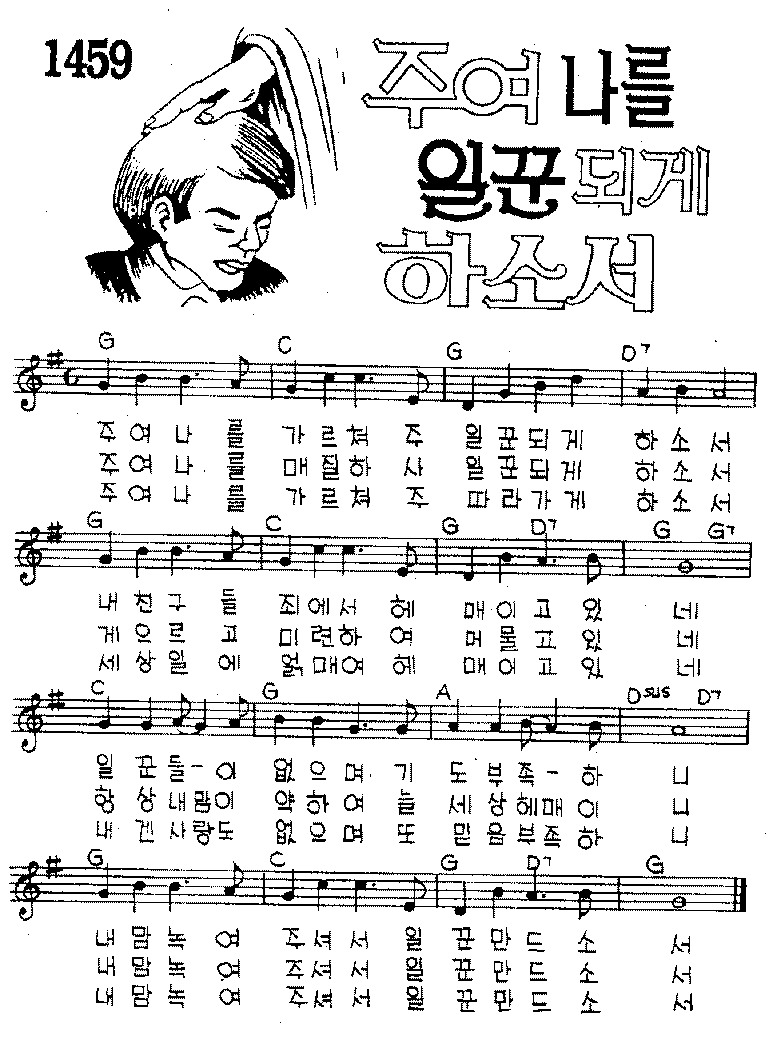 1459
주여 나를
일꾼 되게
하소서
G C G D7
주여나를 가르쳐주 일꾼되게 하소서
주여나를 매질하사 일꾼되게 하소서
주여나를 가르쳐주 따라가게 하소서
G C G D7 G G7
내친구들 죄에서헤 매이고있 네
게으르고 미련하여 머물고있 네
세상일에 얽매여헤 매이고있 네
C G A Dsus D7
일꾼들-이 없으며기 도부족-하 니
항상내맘이 약하여늘 세상헤매이 니
내겐사랑도 없으며또 믿음부족하 니
G C G D7 G
내맘녹여 주셔서일 꾼만드소 서
내맘녹여 주셔서일 꾼만드소 서
내맘녹여 주셔서일 꾼만드소 서